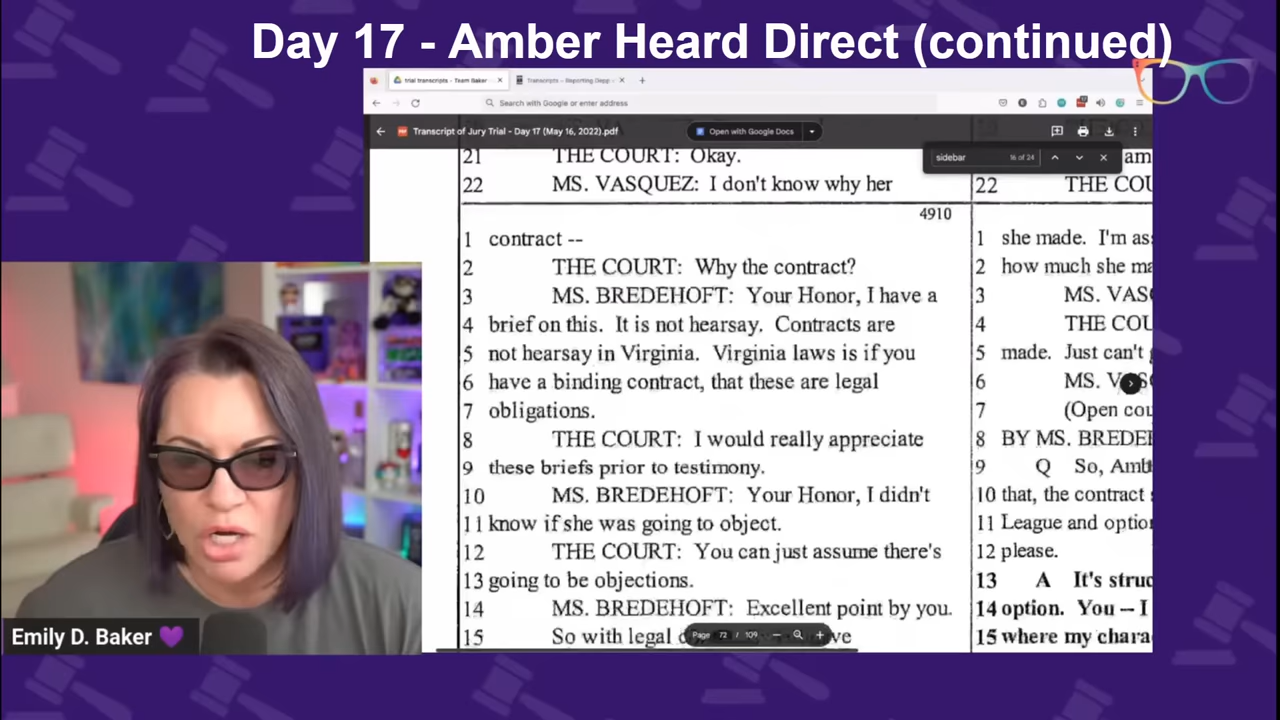 Day 17 - Amber Heard Direct (continued)
trial transcripts - Team Baker
Transcripts – Reporting Depp
Search with Google or enter address
Transcript of Jury Trial - Day 17 (May 16, 2022).pdf
Open with Google Docs
sidebar 16 of 24
21 THE COURT: Okay.
22 MS. VASQUEZ: I don't know why her
4910
1 contract --
2 THE COURT: Why the contract?
3 MS. BREDEHOFT: Your Honor, I have a
4 brief on this. It is not hearsay. Contracts are
5 not hearsay in Virginia. Virginia laws is if you
6 have a binding contract, that these are legal
7 obligations.
8 THE COURT: I would really appreciate
9 these briefs prior to testimony.
10 MS. BREDEHOFT: Your Honor, I didn't
11 know if she was going to object.
12 THE COURT: You can just assume there's
13 going to be objections.
14 MS. BREDEHOFT: Excellent point by you.
15 So with legal
am
22 THE COU
1 she made. I'm as
2 how much she ma
3 MS. VAS
4 THE COU
5 made. Just can't
6 MS. V
7 (Open cou
8 BY MS. BREDE
9 Q So, Amb
10 that, the contract
11 League and optio
12 please.
13 A It's struc
14 option. You -- I
15 where my chara
Page 72 / 109
Emily D. Baker 💜